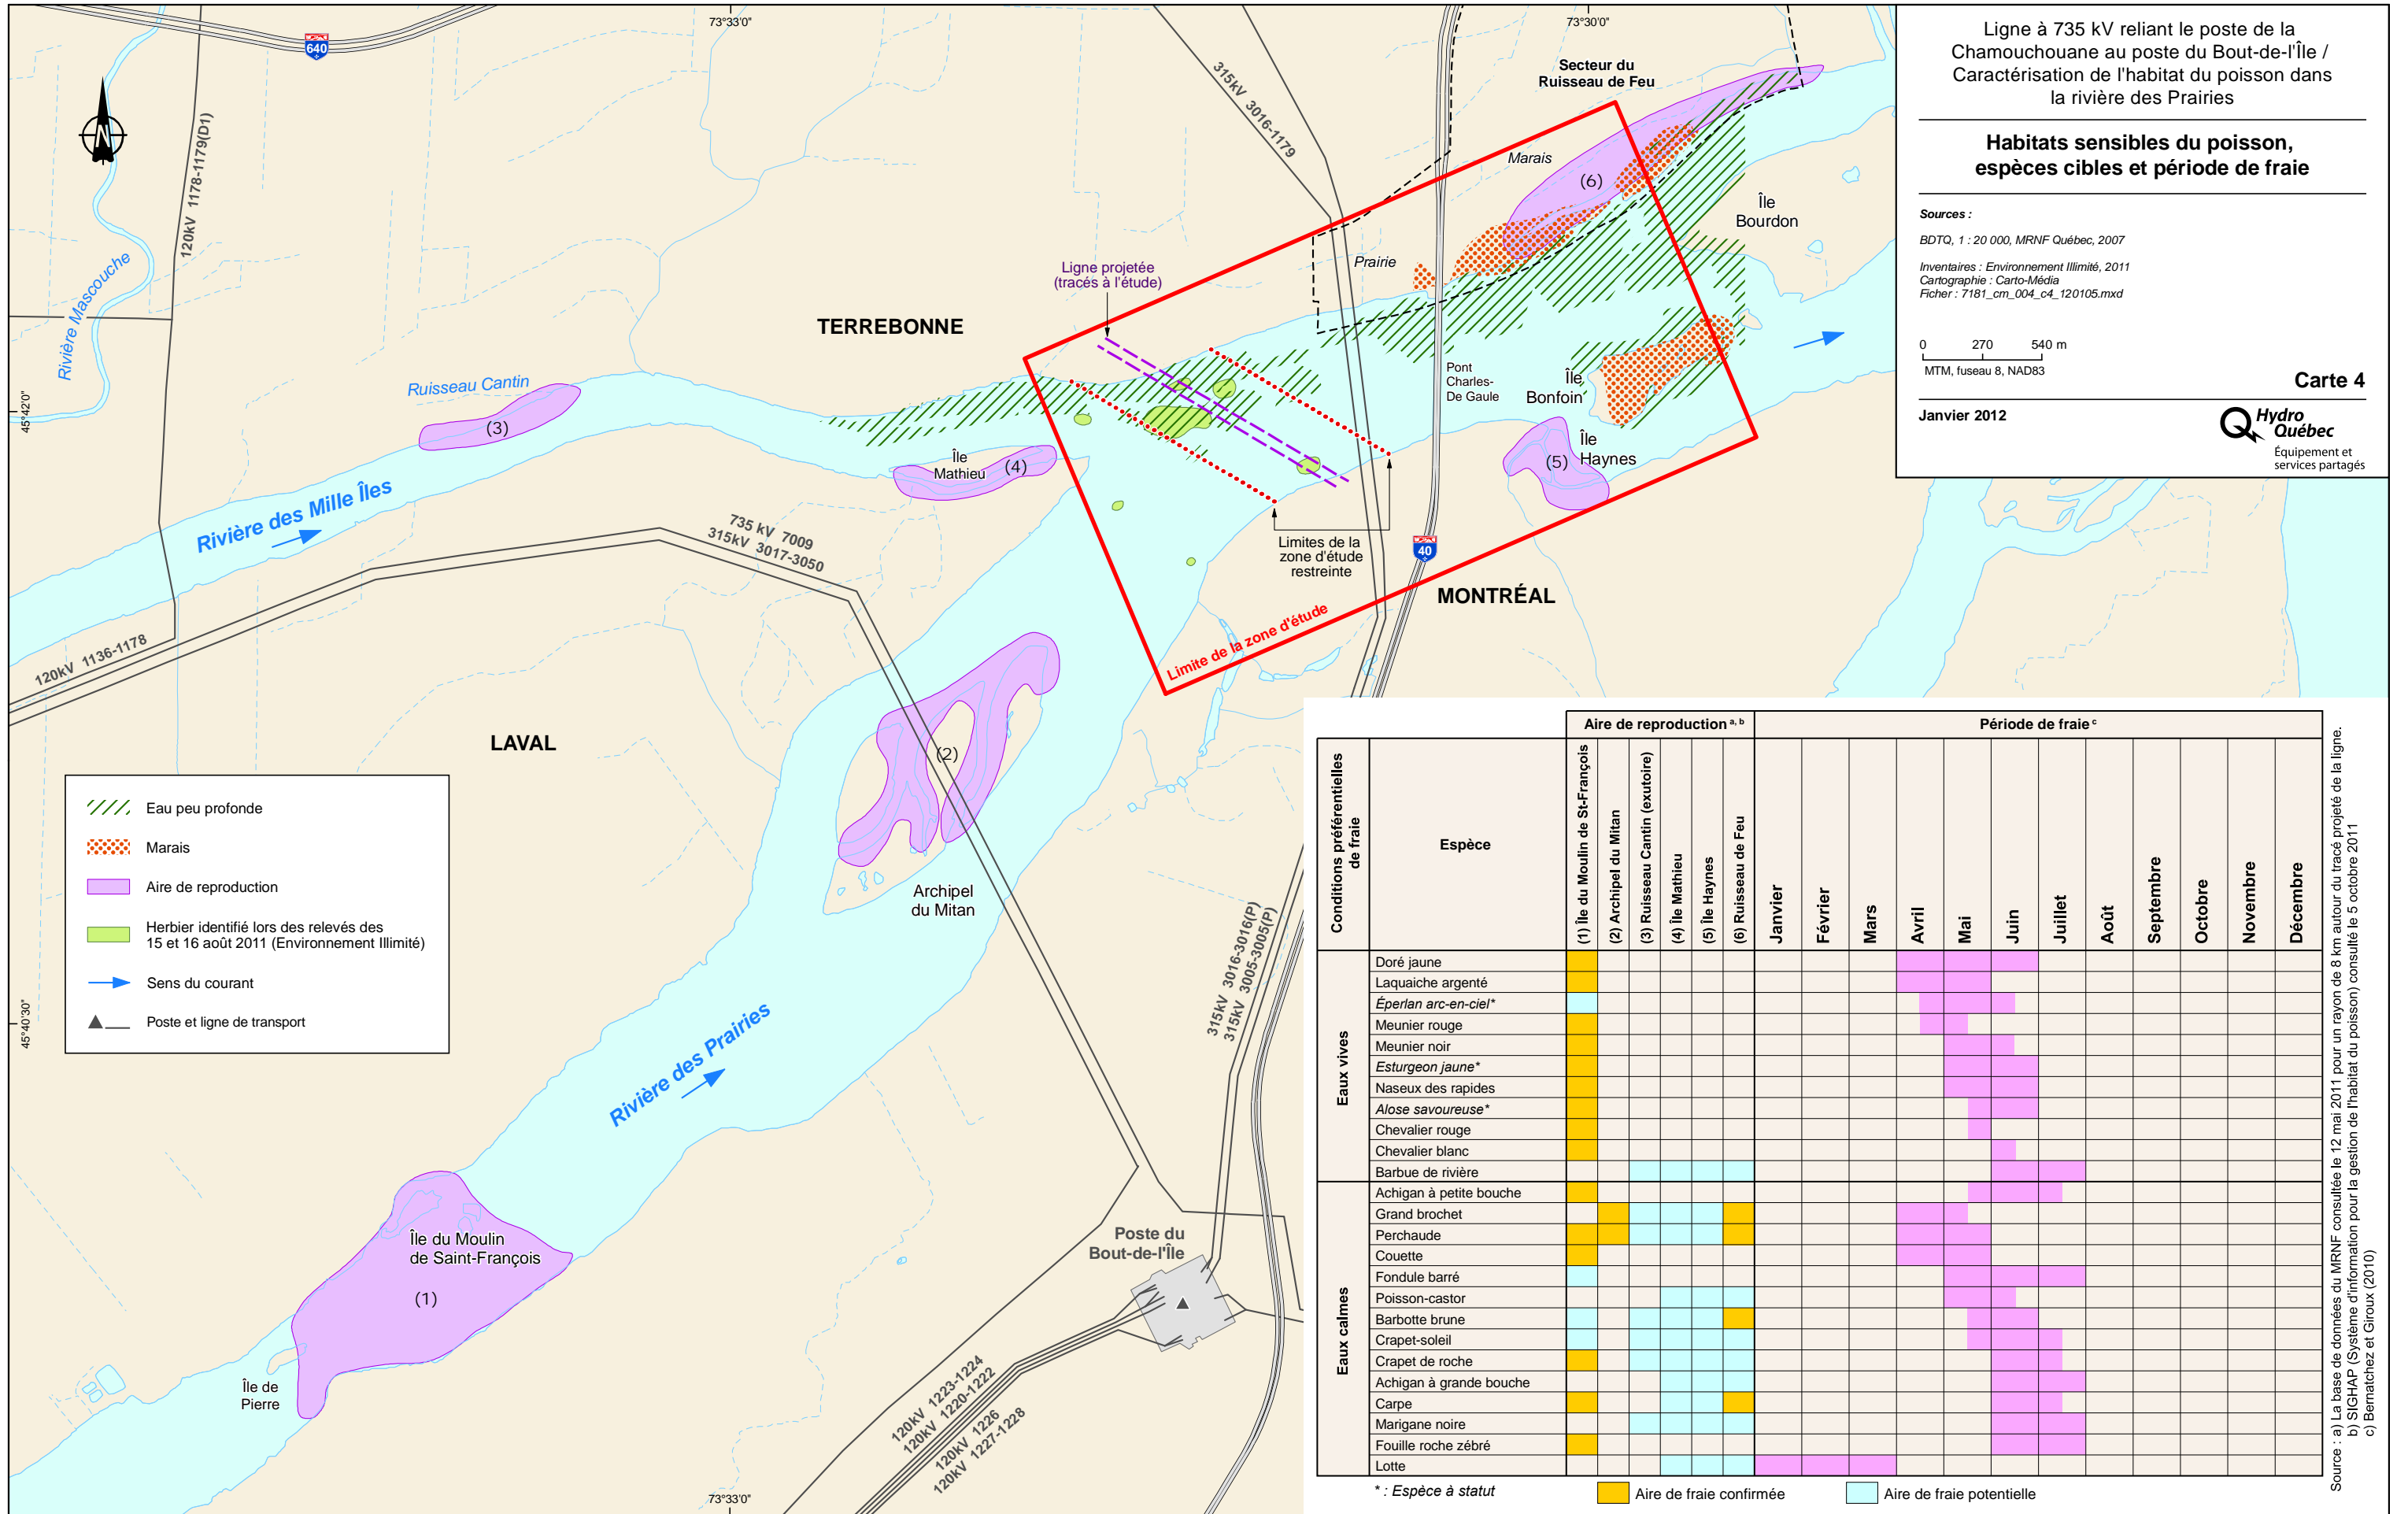 Ligne à 735 kV reliant le poste de la
Chamouchouane au poste du Bout-de-l'Île /
Caractérisation de l'habitat du poisson dans
la rivière des Prairies
Habitats sensibles du poisson,
espèces cibles et période de fraie
Sources :
BDTQ, 1 : 20 000, MRNF Québec, 2007
Inventaires : Environnement Illimité, 2011
Cartographie : Carto-Média
Ficher : 7181_cm_004_c4_120105.mxd
0 270 540 m
MTM, fuseau 8, NAD83
Carte 4
Janvier 2012
Hydro
Québec
Équipement et
services partagés
73°33'0"
73°30'0"
45°42'0"
45°40'30"
73°33'0"
640
N
120kV 1178-1179(D1)
Rivière Mascouche
315kV 3016-1179
Secteur du
Ruisseau de Feu
Marais
(6)
Île
Bourdon
Prairie
Ligne projetée
(tracés à l'étude)
TERREBONNE
Ruisseau Cantin
(3)
Île
Mathieu
(4)
Pont
Charles-
De Gaule
Île
Bonfoin
Île
Haynes
(5)
Rivière des Mille Îles
735 kV 7009
315kV 3017-3050
Limites de la
zone d'étude
restreinte
40
MONTRÉAL
Limite de la zone d'étude
120kV 1136-1178
LAVAL
(2)
Archipel
du Mitan
Rivière des Prairies
315kV 3016-3016(P)
315kV 3005-3005(P)
Île du Moulin
de Saint-François
(1)
Île de
Pierre
Poste du
Bout-de-l'Île
120kV 1223-1224
120kV 1220-1222
120kV 1226
120kV 1227-1228
Eau peu profonde
Marais
Aire de reproduction
Herbier identifié lors des relevés des
15 et 16 août 2011 (Environnement Illimité)
Sens du courant
Poste et ligne de transport
Aire de reproduction a, b
Période de fraie c
Conditions préférentielles
de fraie
Espèce
(1) Île du Moulin de St-François
(2) Archipel du Mitan
(3) Ruisseau Cantin (exutoire)
(4) Île Mathieu
(5) Île Haynes
(6) Ruisseau de Feu
Janvier
Février
Mars
Avril
Mai
Juin
Juillet
Août
Septembre
Octobre
Novembre
Décembre
Eaux vives
Doré jaune
Laquaiche argenté
Éperlan arc-en-ciel*
Meunier rouge
Meunier noir
Esturgeon jaune*
Naseux des rapides
Alose savoureuse*
Chevalier rouge
Chevalier blanc
Barbue de rivière
Eaux calmes
Achigan à petite bouche
Grand brochet
Perchaude
Couette
Fondule barré
Poisson-castor
Barbotte brune
Crapet-soleil
Crapet de roche
Achigan à grande bouche
Carpe
Marigane noire
Fouille roche zébré
Lotte
* : Espèce à statut
Aire de fraie confirmée
Aire de fraie potentielle
Source : a) La base de données du MRNF consultée le 12 mai 2011 pour un rayon de 8 km autour du tracé projeté de la ligne.
b) SIGHAP (Système d'information pour la gestion de l'habitat du poisson) consulté le 5 octobre 2011
c) Bernatchez et Giroux (2010)